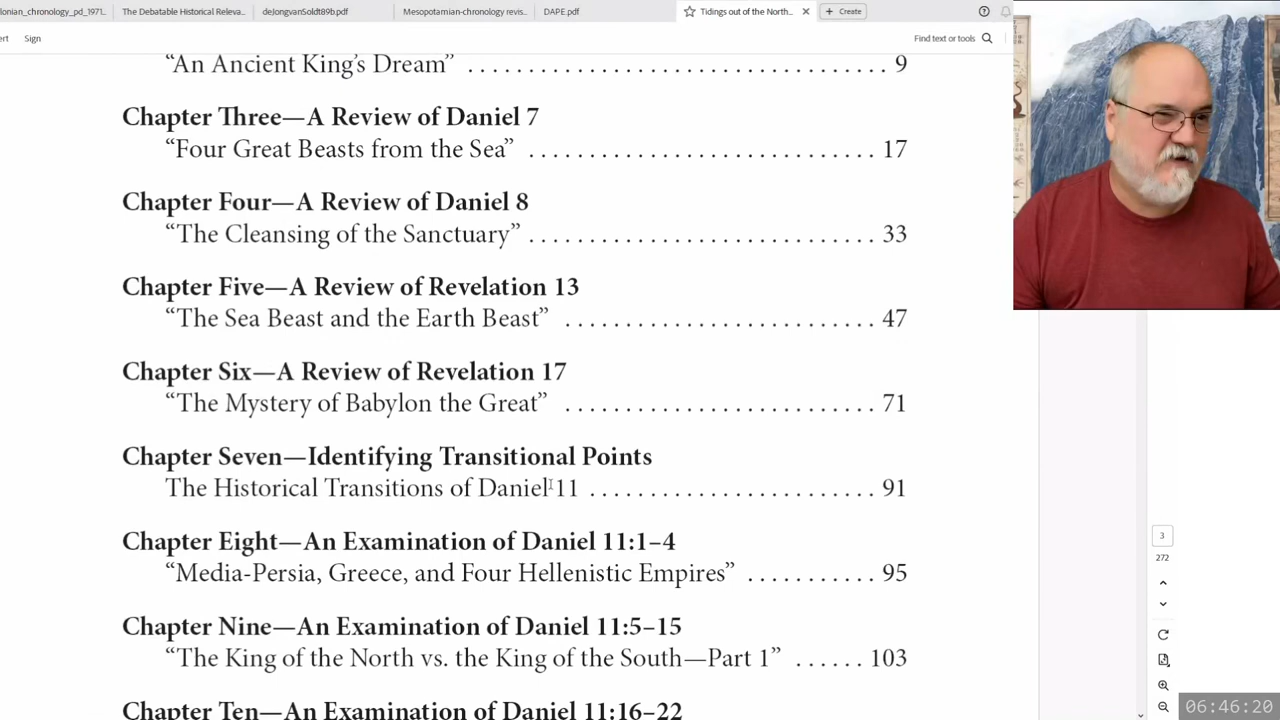 lonian_chronology_pd_1971...
The Debatable Historical Releva...
deJongvanSoldt89b.pdf
Mesopotamian-chronology revis...
DAPE.pdf
Tidings out of the North...
+ Create
ert
Sign
Find text or tools
“An Ancient King’s Dream” . . . . . . . . . . . . . . . . . . . . . . . . . . . . . . . . . . 9
Chapter Three—A Review of Daniel 7
“Four Great Beasts from the Sea” . . . . . . . . . . . . . . . . . . . . . . . . . . . . 17
Chapter Four—A Review of Daniel 8
“The Cleansing of the Sanctuary” . . . . . . . . . . . . . . . . . . . . . . . . . . . . 33
Chapter Five—A Review of Revelation 13
“The Sea Beast and the Earth Beast” . . . . . . . . . . . . . . . . . . . . . . . . . 47
Chapter Six—A Review of Revelation 17
“The Mystery of Babylon the Great” . . . . . . . . . . . . . . . . . . . . . . . . . 71
Chapter Seven—Identifying Transitional Points
The Historical Transitions of Daniel 11 . . . . . . . . . . . . . . . . . . . . . . . 91
Chapter Eight—An Examination of Daniel 11:1–4
“Media-Persia, Greece, and Four Hellenistic Empires” . . . . . . . . . . 95
Chapter Nine—An Examination of Daniel 11:5–15
“The King of the North vs. the King of the South—Part 1” . . . . . . 103
Chapter Ten—An Examination of Daniel 11:16–22
3
272
06:46:20